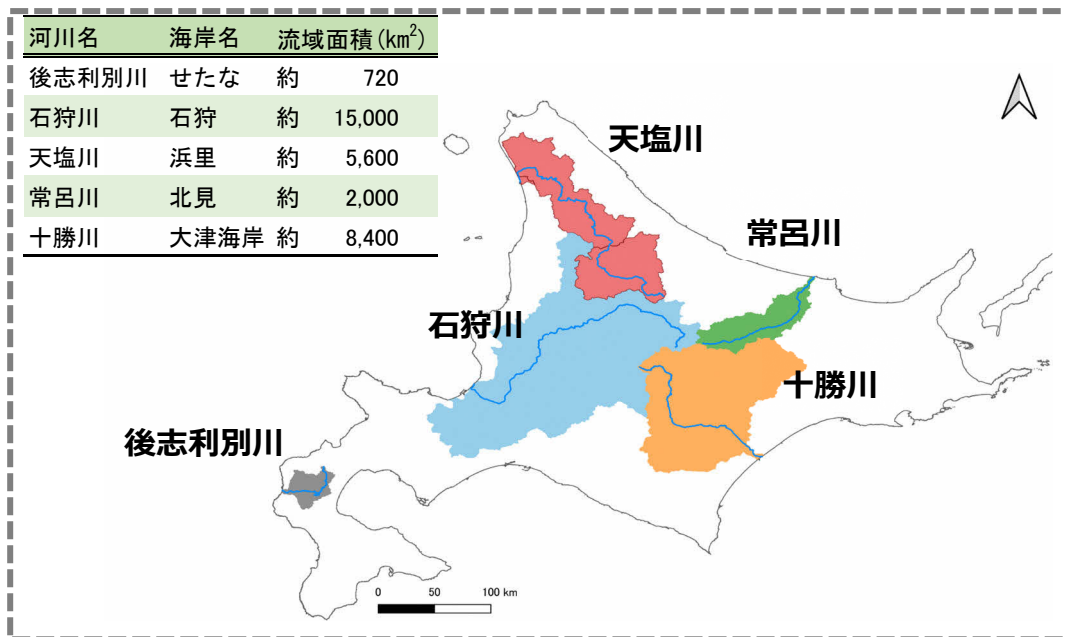 河川名 海岸名 流域面積(km²)
後志利別川 せたな 約 720
石狩川 石狩 約 15,000
天塩川 浜里 約 5,600
常呂川 北見 約 2,000
十勝川 大津海岸 約 8,400
天塩川
常呂川
石狩川
十勝川
後志利別川
0 50 100 km